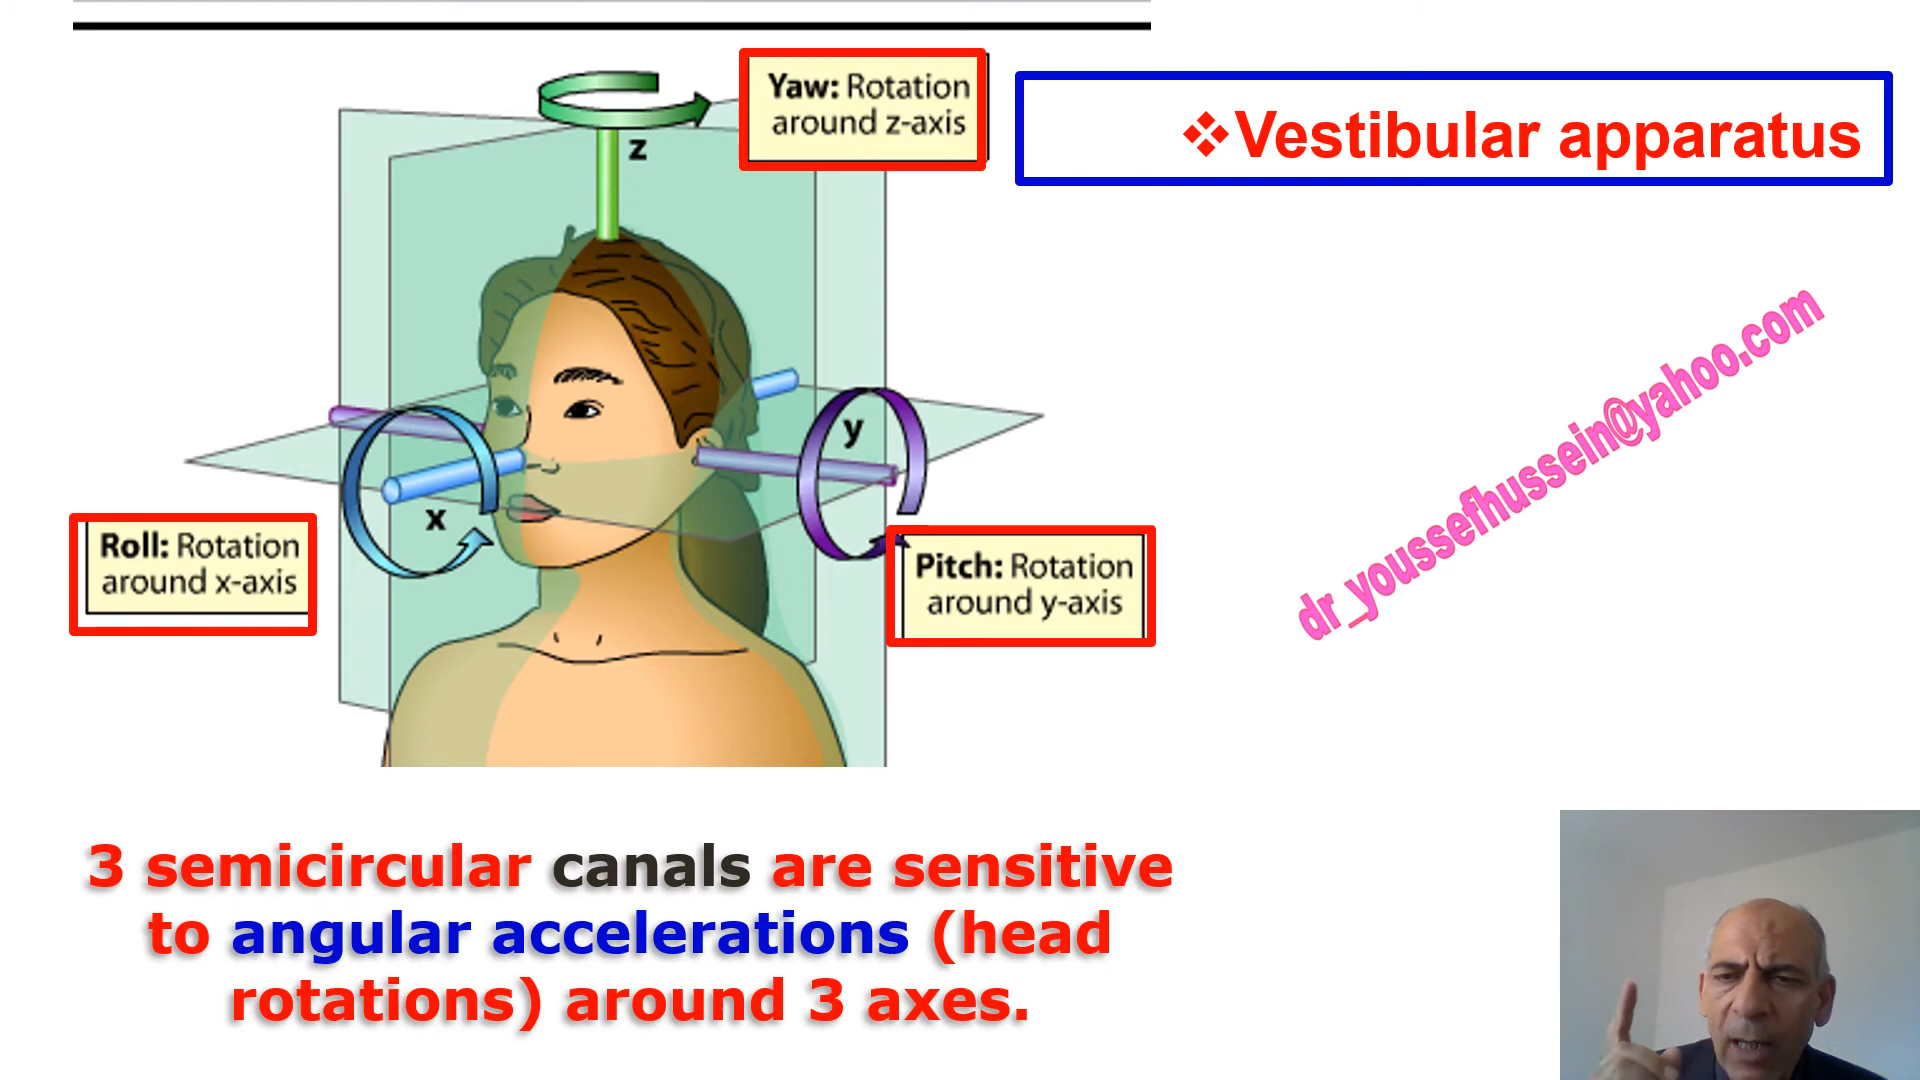 Yaw: Rotation
around z-axis
❖Vestibular apparatus
z
y
x
Roll: Rotation
around x-axis
Pitch: Rotation
around y-axis
dr_youssefhussein@yahoo.com
3 semicircular canals are sensitive
to angular accelerations (head
rotations) around 3 axes.